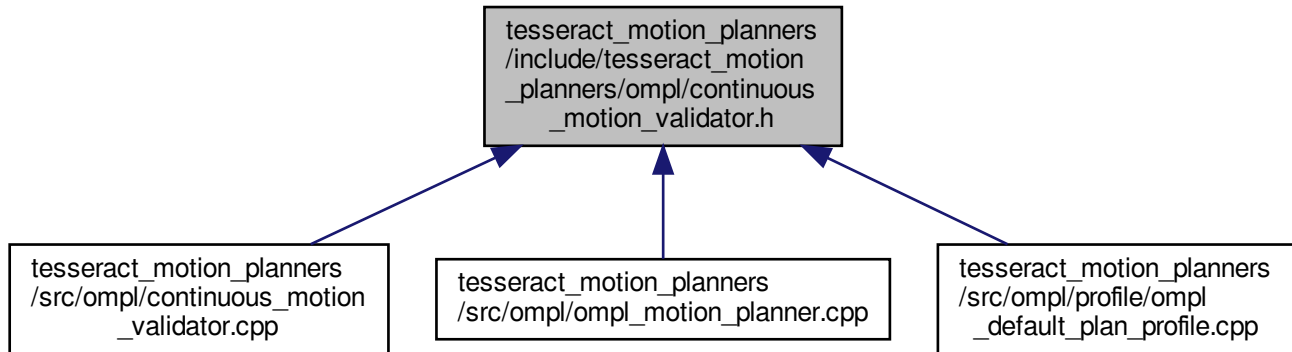 tesseract_motion_planners
/include/tesseract_motion
_planners/ompl/continuous
_motion_validator.h
tesseract_motion_planners
/src/ompl/continuous_motion
_validator.cpp
tesseract_motion_planners
/src/ompl/ompl_motion_planner.cpp
tesseract_motion_planners
/src/ompl/profile/ompl
_default_plan_profile.cpp